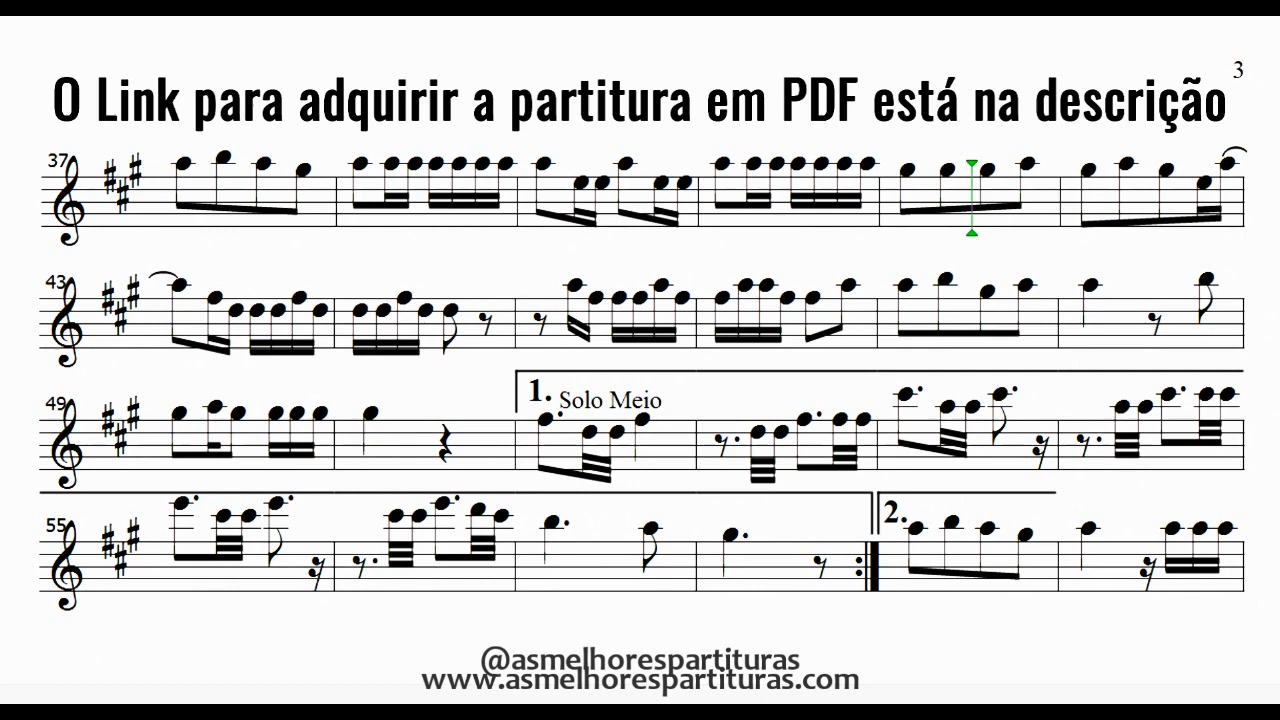 3
O Link para adquirir a partitura em PDF está na descrição
37
43
49
1. Solo Meio
55
2.
@asmelhorespartituras
www.asmelhorespartituras.com